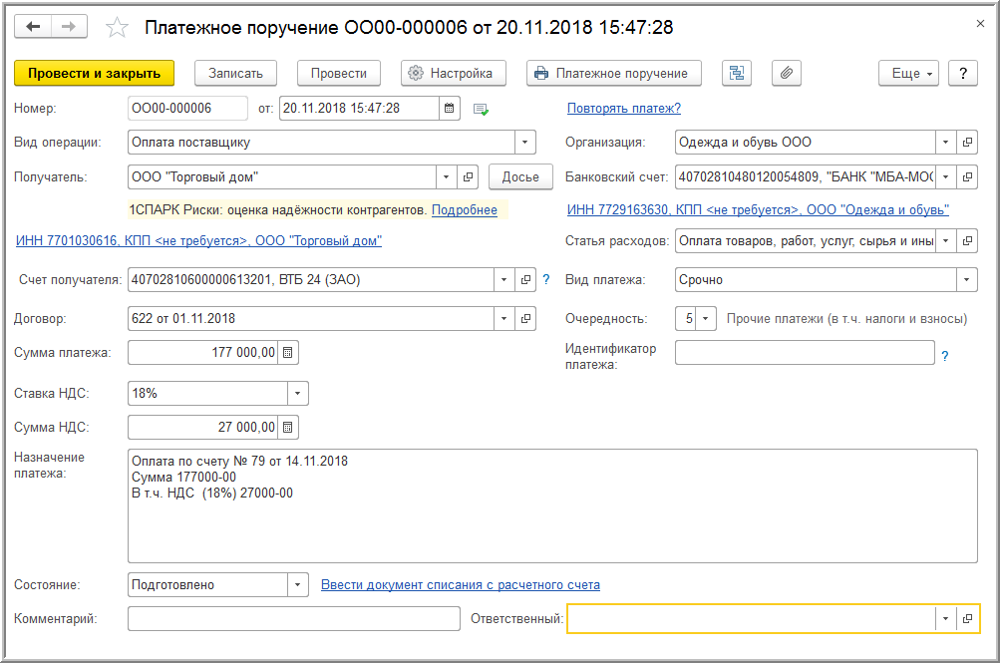 Платежное поручение ОО00-000006 от 20.11.2018 15:47:28
Провести и закрыть Записать Провести Настройка Платежное поручение Еще ?
Номер: ОО00-000006 от: 20.11.2018 15:47:28 Повторять платеж?
Вид операции: Оплата поставщику Организация: Одежда и обувь ООО
Получатель: ООО "Торговый дом" Досье Банковский счет: 40702810480120054809, "БАНК "МБА-МОС
1СПАРК Риски: оценка надёжности контрагентов. Подробнее ИНН 7729163630, КПП <не требуется>, ООО "Одежда и обувь"
ИНН 7701030616, КПП <не требуется>, ООО "Торговый дом" Статья расходов: Оплата товаров, работ, услуг, сырья и ины
Счет получателя: 40702810600000613201, ВТБ 24 (ЗАО) ? Вид платежа: Срочно
Договор: 622 от 01.11.2018 Очередность: 5 Прочие платежи (в т.ч. налоги и взносы)
Сумма платежа: 177 000,00 Идентификатор
платежа: ?
Ставка НДС: 18%
Сумма НДС: 27 000,00
Назначение
платежа:
Оплата по счету № 79 от 14.11.2018
Сумма 177000-00
В т.ч. НДС (18%) 27000-00
Состояние: Подготовлено Ввести документ списания с расчетного счета
Комментарий: Ответственный: